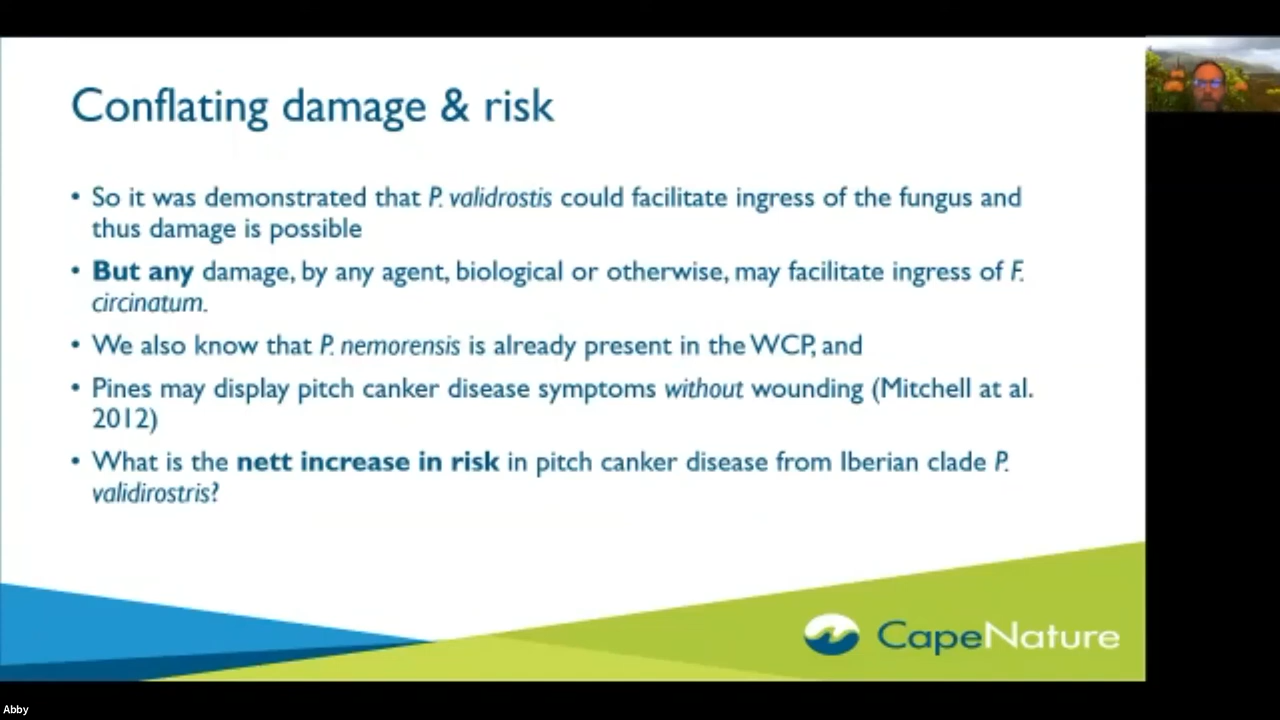 Conflating damage & risk
• So it was demonstrated that P. validrostis could facilitate ingress of the fungus and
thus damage is possible
• But any damage, by any agent, biological or otherwise, may facilitate ingress of F.
circinatum.
• We also know that P. nemorensis is already present in the WCP, and
• Pines may display pitch canker disease symptoms without wounding (Mitchell at al.
2012)
• What is the nett increase in risk in pitch canker disease from Iberian clade P.
validirostris?
CapeNature
Abby